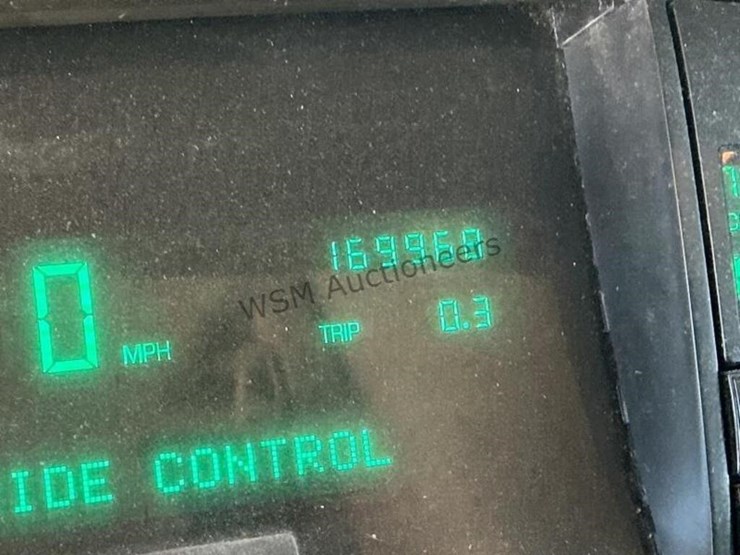 169968
0 MPH
TRIP 0.3
IDE CONTROL
WSM Auctioneers